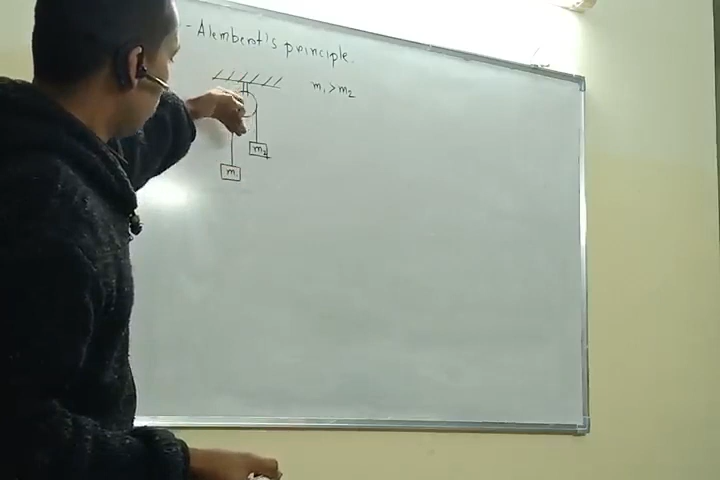 - Alembert's principle.
m₁ > m₂
m₂
m₁